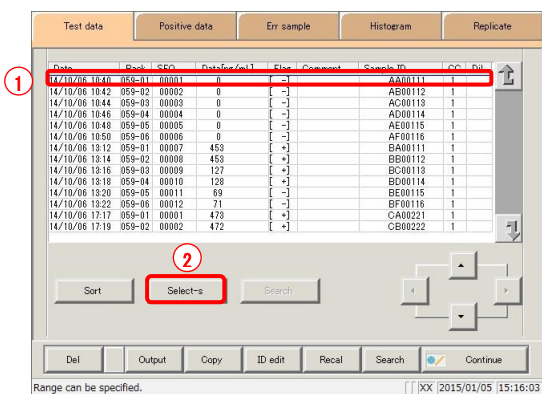 Test data Positive data Err sample Histogram Replicate
Date Rack SEQ Data[ng/mL] Flag Comment Sample ID CC Dil
1
14/10/06 10:40 059-01 00001 0 [ -] AA00111 1
14/10/06 10:42 059-02 00002 0 [ -] AB00112 1
14/10/06 10:44 059-03 00003 0 [ -] AC00113 1
14/10/06 10:46 059-04 00004 0 [ -] AD00114 1
14/10/06 10:48 059-05 00005 0 [ -] AE00115 1
14/10/06 10:50 059-06 00006 0 [ -] AF00116 1
14/10/06 13:12 059-01 00007 453 [ +] BA00111 1
14/10/06 13:14 059-02 00008 453 [ +] BB00112 1
14/10/06 13:16 059-03 00009 127 [ +] BC00113 1
14/10/06 13:18 059-04 00010 128 [ +] BD00114 1
14/10/06 13:20 059-05 00011 69 [ +] BE00115 1
14/10/06 13:22 059-06 00012 71 [ +] BF00116 1
14/10/06 17:17 059-01 00001 473 [ +] CA00221 1
14/10/06 17:19 059-02 00002 472 [ +] CB00222 1
2
Sort Select-s Search
Del Output Copy ID edit Recal Search Continue
Range can be specified. XX 2015/01/05 15:16:03